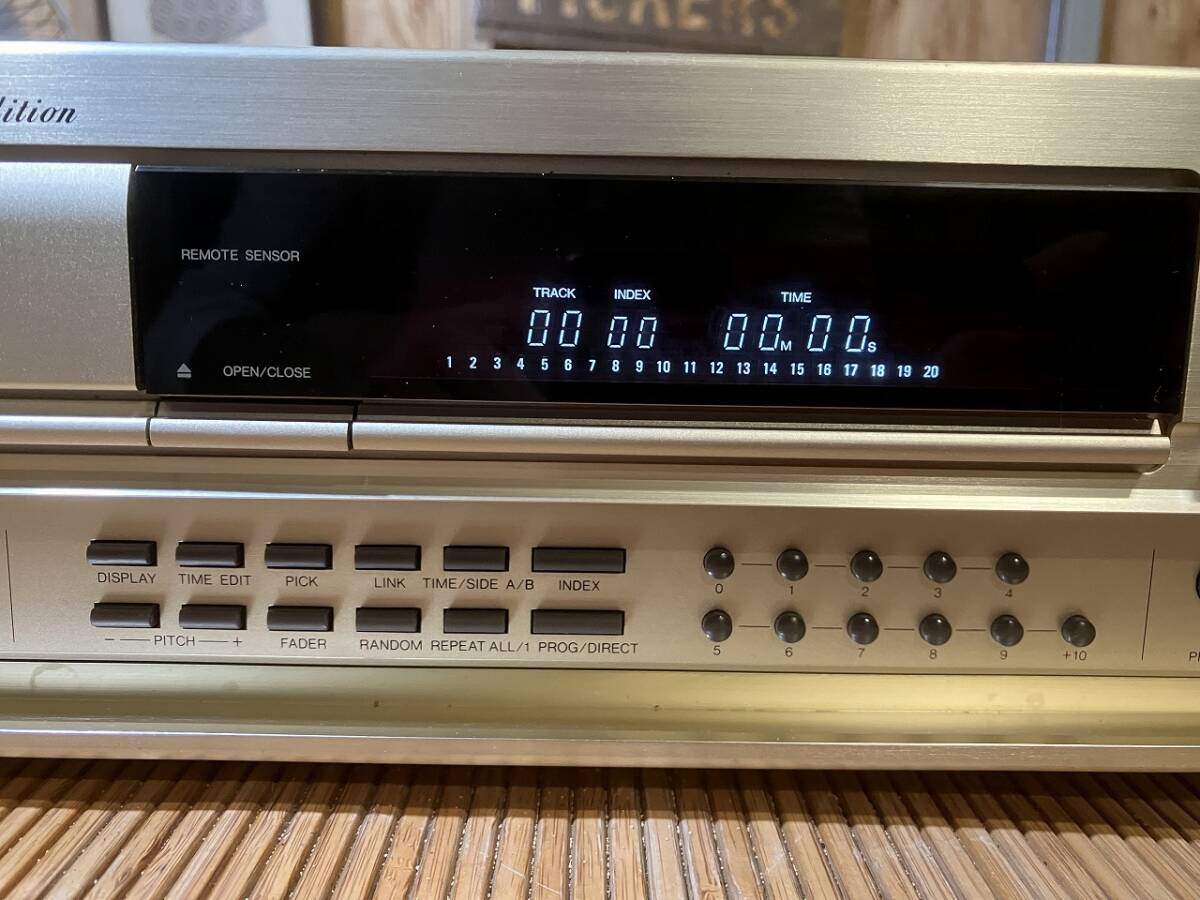 PICKERS
dition
REMOTE SENSOR
TRACK INDEX TIME
00 00 00M 00S
1 2 3 4 5 6 7 8 9 10 11 12 13 14 15 16 17 18 19 20
OPEN/CLOSE
DISPLAY TIME EDIT PICK LINK TIME/SIDE A/B INDEX
0 1 2 3 4
- PITCH + FADER RANDOM REPEAT ALL/1 PROG/DIRECT
5 6 7 8 9 +10